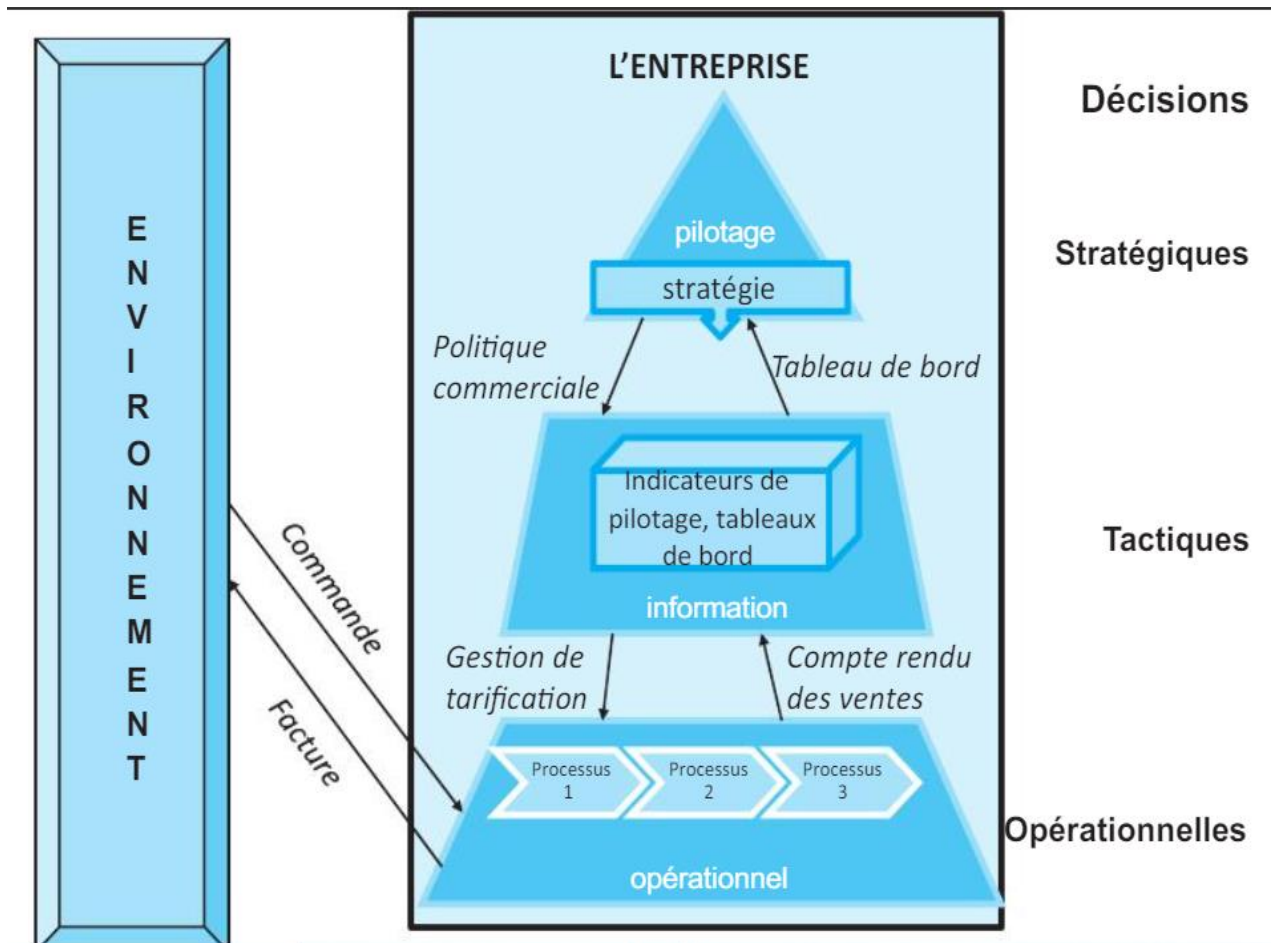 L'ENTREPRISE
Décisions
ENVIRONNEMENT
pilotage
Stratégiques
stratégie
Politique
commerciale
Tableau de bord
Indicateurs de
pilotage, tableaux
de bord
Tactiques
information
Commande
Facture
Gestion de
tarification
Compte rendu
des ventes
Processus
1
Processus
2
Processus
3
Opérationnelles
opérationnel